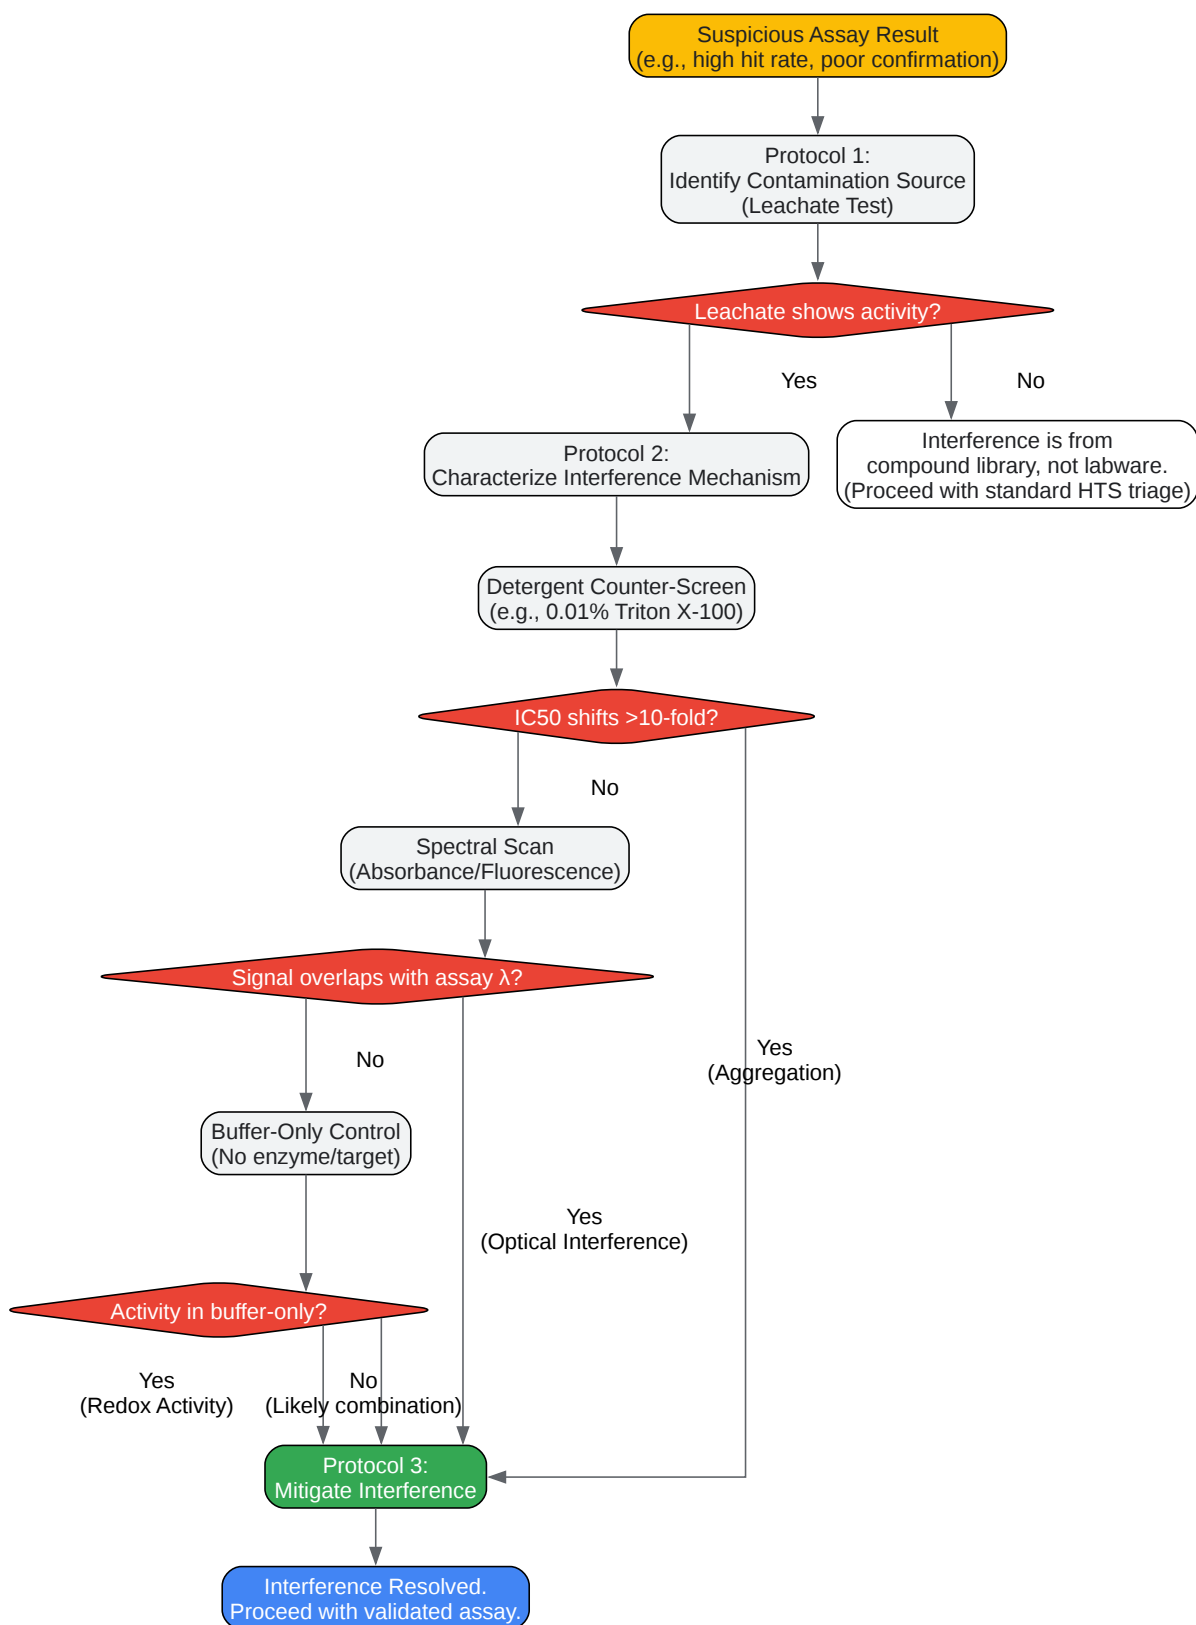 Suspicious Assay Result
(e.g., high hit rate, poor confirmation)
Protocol 1:
Identify Contamination Source
(Leachate Test)
Leachate shows activity?
Yes
No
Protocol 2:
Characterize Interference Mechanism
Interference is from
compound library, not labware.
(Proceed with standard HTS triage)
Detergent Counter-Screen
(e.g., 0.01% Triton X-100)
IC50 shifts >10-fold?
No
Spectral Scan
(Absorbance/Fluorescence)
Signal overlaps with assay λ?
No
Yes
(Aggregation)
Buffer-Only Control
(No enzyme/target)
Yes
(Optical Interference)
Activity in buffer-only?
Yes
(Redox Activity)
No
(Likely combination)
Protocol 3:
Mitigate Interference
Interference Resolved.
Proceed with validated assay.